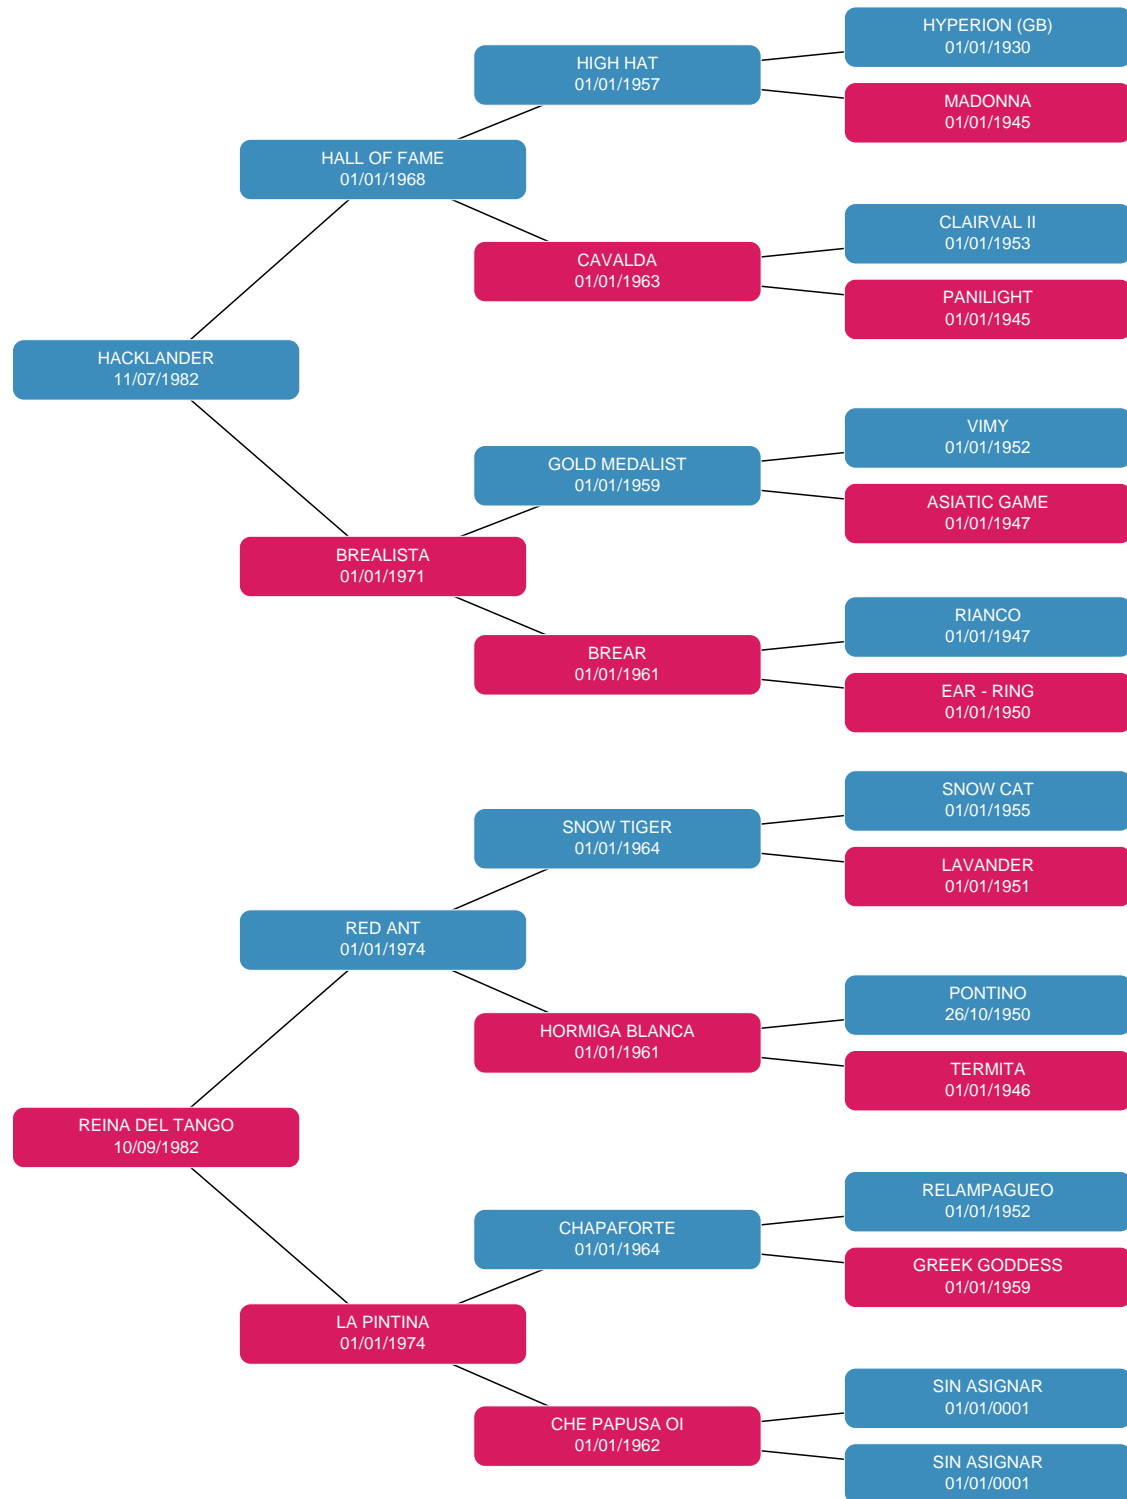 HYPERION (GB)
01/01/1930
HIGH HAT
01/01/1957
MADONNA
01/01/1945
HALL OF FAME
01/01/1968
CLAIRVAL II
01/01/1953
CAVALDA
01/01/1963
PANILIGHT
01/01/1945
HACKLANDER
11/07/1982
VIMY
01/01/1952
GOLD MEDALIST
01/01/1959
ASIATIC GAME
01/01/1947
BREALISTA
01/01/1971
RIANCO
01/01/1947
BREAR
01/01/1961
EAR - RING
01/01/1950
SNOW CAT
01/01/1955
SNOW TIGER
01/01/1964
LAVANDER
01/01/1951
RED ANT
01/01/1974
PONTINO
26/10/1950
HORMIGA BLANCA
01/01/1961
TERMITA
01/01/1946
REINA DEL TANGO
10/09/1982
RELAMPAGUEO
01/01/1952
CHAPAFORTE
01/01/1964
GREEK GODDESS
01/01/1959
LA PINTINA
01/01/1974
SIN ASIGNAR
01/01/0001
CHE PAPUSA OI
01/01/1962
SIN ASIGNAR
01/01/0001